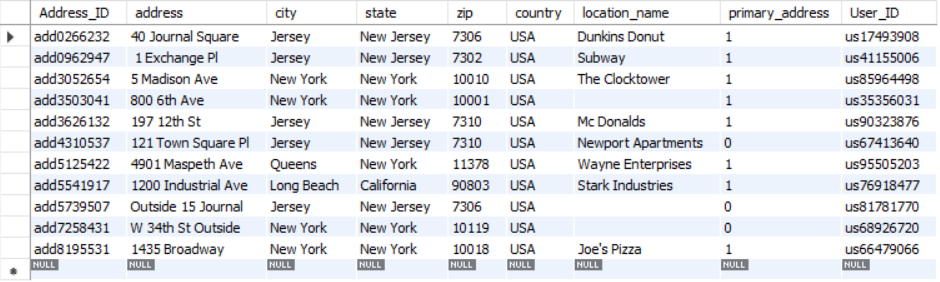 Address_ID address city state zip country location_name primary_address User_ID
add0266232 40 Journal Square Jersey New Jersey 7306 USA Dunkins Donut 1 us17493908
add0962947 1 Exchange Pl Jersey New Jersey 7302 USA Subway 1 us41155006
add3052654 5 Madison Ave New York New York 10010 USA The Clocktower 1 us85964498
add3503041 800 6th Ave New York New York 10001 USA 1 us35356031
add3626132 197 12th St Jersey New Jersey 7310 USA Mc Donalds 1 us90323876
add4310537 121 Town Square Pl Jersey New Jersey 7310 USA Newport Apartments 0 us67413640
add5125422 4901 Maspeth Ave Queens New York 11378 USA Wayne Enterprises 1 us95505203
add5541917 1200 Industrial Ave Long Beach California 90803 USA Stark Industries 1 us76918477
add5739507 Outside 15 Journal Jersey New Jersey 7306 USA 0 us81781770
add7258431 W 34th St Outside New York New York 10119 USA 0 us68926720
add8195531 1435 Broadway New York New York 10018 USA Joe's Pizza 1 us66479066
NULL NULL NULL NULL NULL NULL NULL NULL NULL